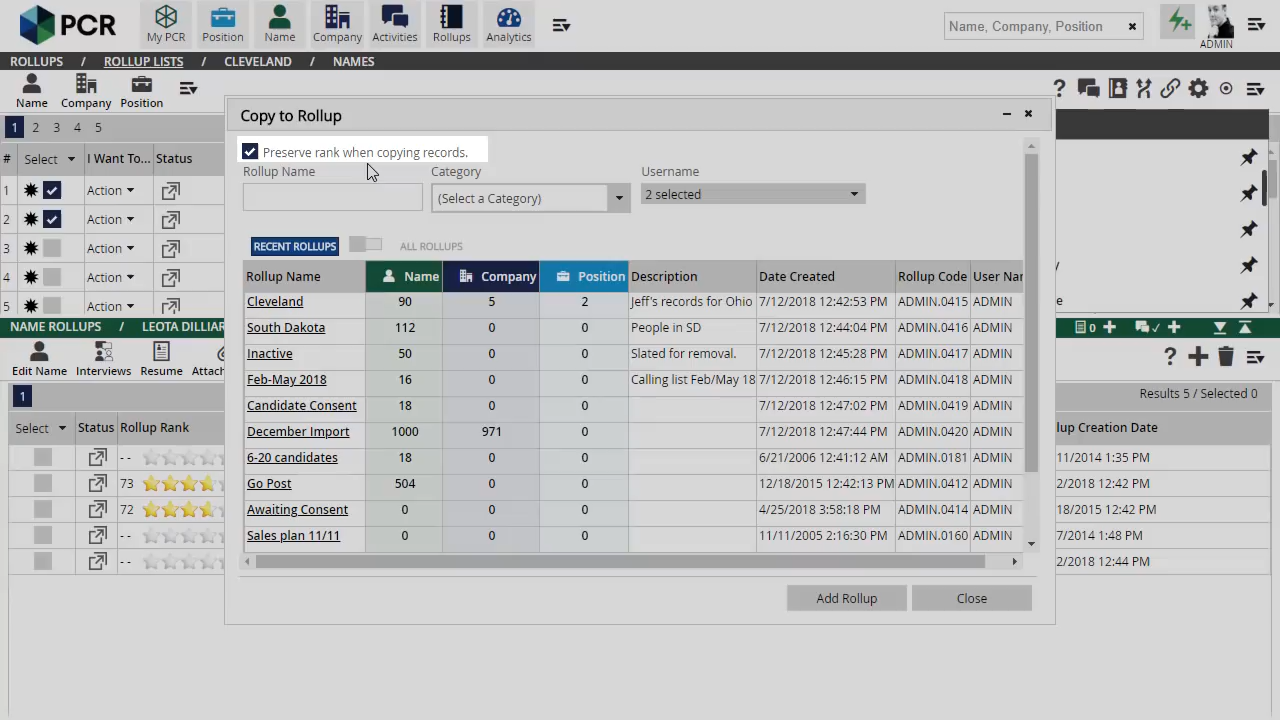 PCR
My PCR
Position
Name
Company
Activities
Rollups
Analytics
Name, Company, Position
ADMIN
ROLLUPS / ROLLUP LISTS / CLEVELAND / NAMES
Name
Company
Position
1 2 3 4 5
# Select I Want To... Status
1 Action
2 Action
3 Action
4 Action
5 Action
NAME ROLLUPS / LEOTA DILLIAR
0
Edit Name
Interviews
Resume
Attach
1
Results 5 / Selected 0
Select Status Rollup Rank
lup Creation Date
- - 11/2014 1:35 PM
73 2/2018 12:42 PM
72 18/2015 12:42 PM
- - 7/2014 1:48 PM
- - 2/2018 12:44 PM
Copy to Rollup
Preserve rank when copying records.
Rollup Name
Category
Username
(Select a Category)
2 selected
RECENT ROLLUPS
ALL ROLLUPS
Rollup Name Name Company Position Description Date Created Rollup Code User Nar
Cleveland 90 5 2 Jeff's records for Ohio 7/12/2018 12:42:53 PM ADMIN.0415 ADMIN
South Dakota 112 0 0 People in SD 7/12/2018 12:44:04 PM ADMIN.0416 ADMIN
Inactive 50 0 0 Slated for removal. 7/12/2018 12:45:28 PM ADMIN.0417 ADMIN
Feb-May 2018 16 0 0 Calling list Feb/May 18 7/12/2018 12:46:15 PM ADMIN.0418 ADMIN
Candidate Consent 18 0 0 7/12/2018 12:47:02 PM ADMIN.0419 ADMIN
December Import 1000 971 0 7/12/2018 12:47:44 PM ADMIN.0420 ADMIN
6-20 candidates 18 0 0 6/21/2006 12:41:12 AM ADMIN.0181 ADMIN
Go Post 504 0 0 12/18/2015 12:42:13 PM ADMIN.0412 ADMIN
Awaiting Consent 0 0 0 4/25/2018 3:58:18 PM ADMIN.0414 ADMIN
Sales plan 11/11 0 0 0 11/11/2005 2:16:30 PM ADMIN.0160 ADMIN
Add Rollup
Close